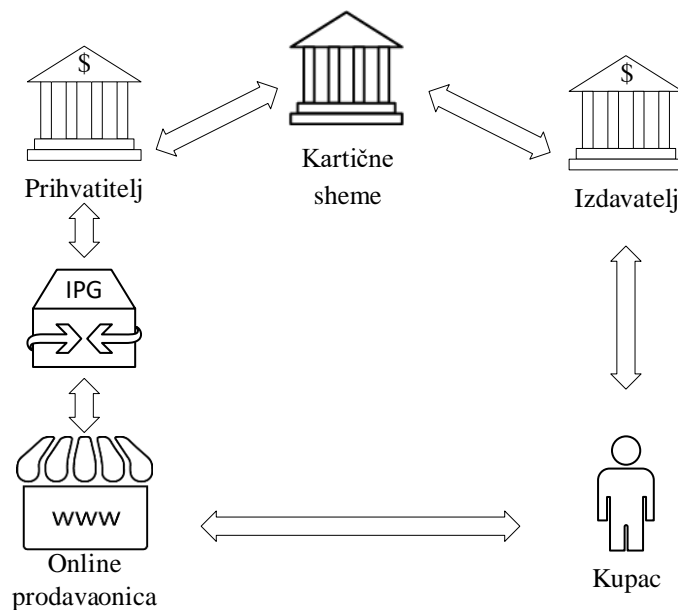 $
$
Prihvatitelj
Kartične
sheme
Izdavatelj
IPG
www
Online
prodavaonica
Kupac